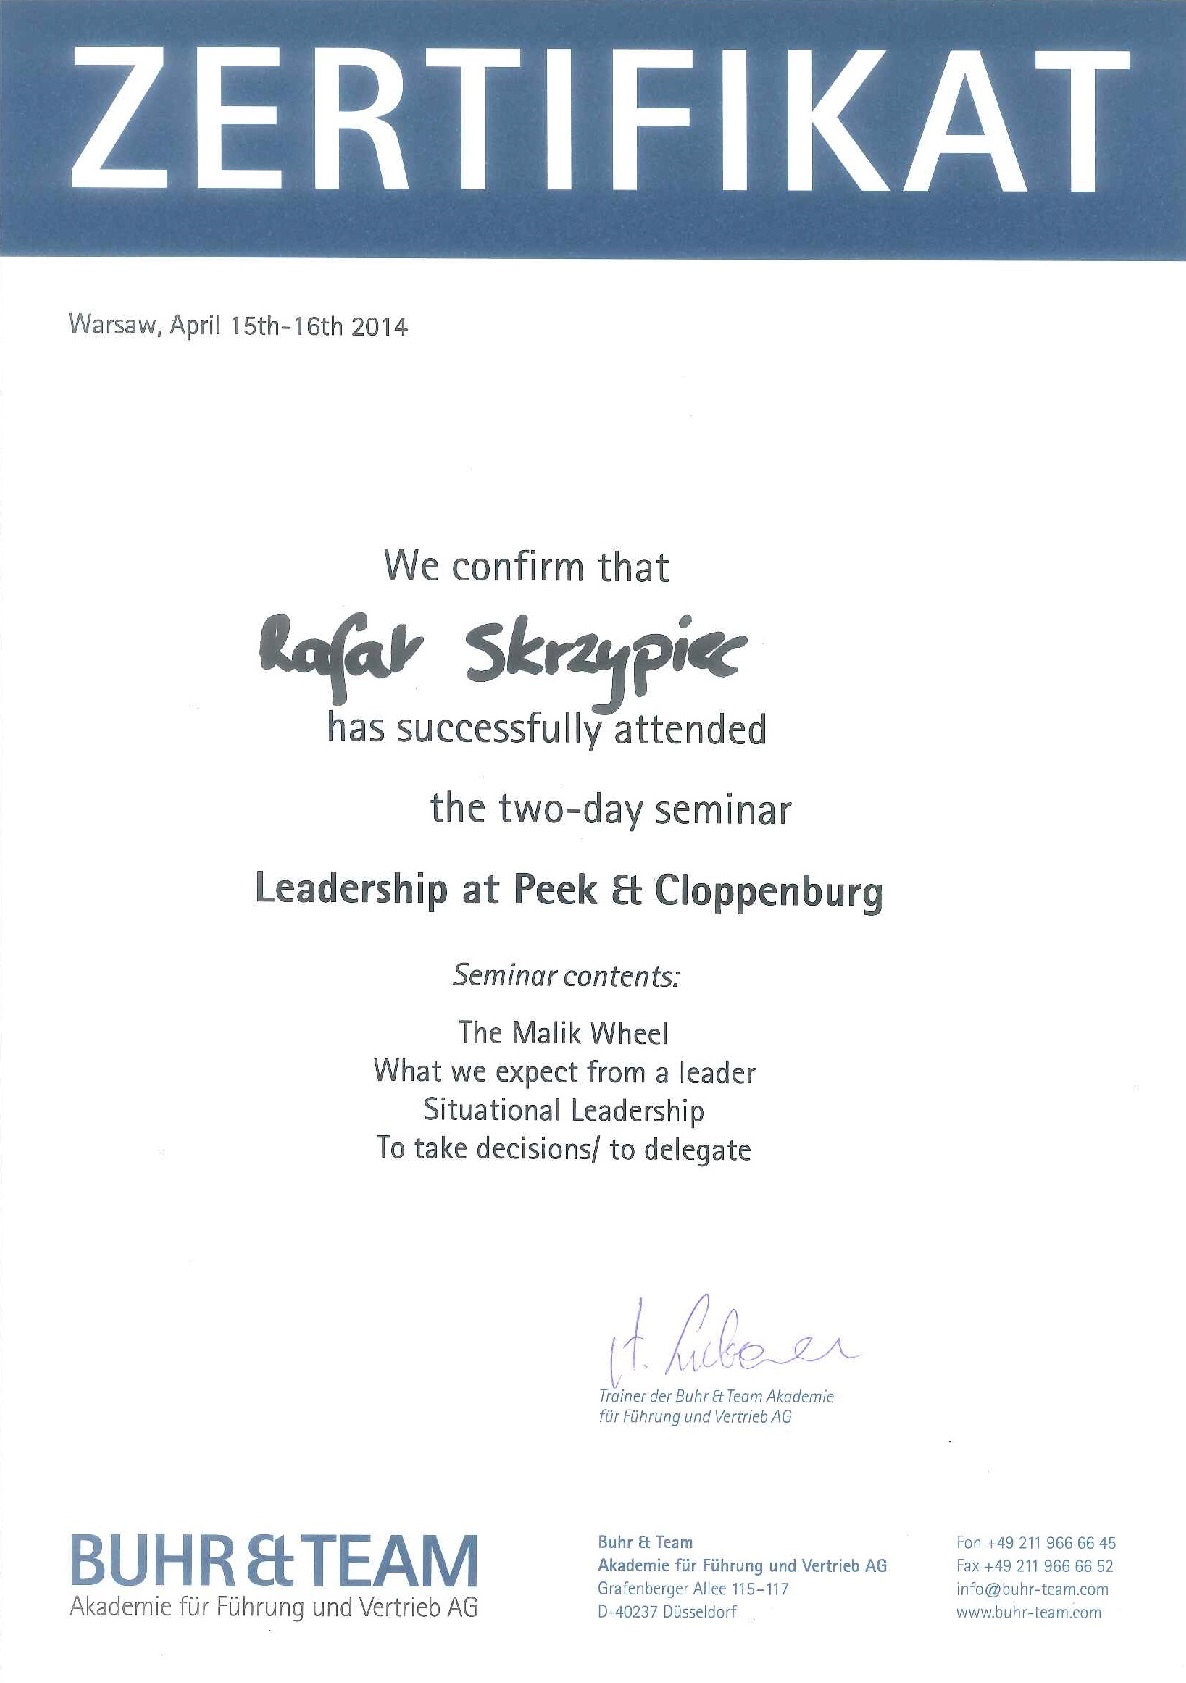 ZERTIFIKAT
Warsaw, April 15th-16th 2014
We confirm that
Rafał Skrzypiec
has successfully attended
the two-day seminar
Leadership at Peek & Cloppenburg
Seminar contents:
The Malik Wheel
What we expect from a leader
Situational Leadership
To take decisions/ to delegate
Trainer der Buhr & Team Akademie
für Führung und Vertrieb AG
BUHR & TEAM
Akademie für Führung und Vertrieb AG
Buhr & Team
Akademie für Führung und Vertrieb AG
Grafenberger Allee 115-117
D-40237 Düsseldorf
Fon +49 211 966 66 45
Fax +49 211 966 66 52
info@buhr-team.com
www.buhr-team.com